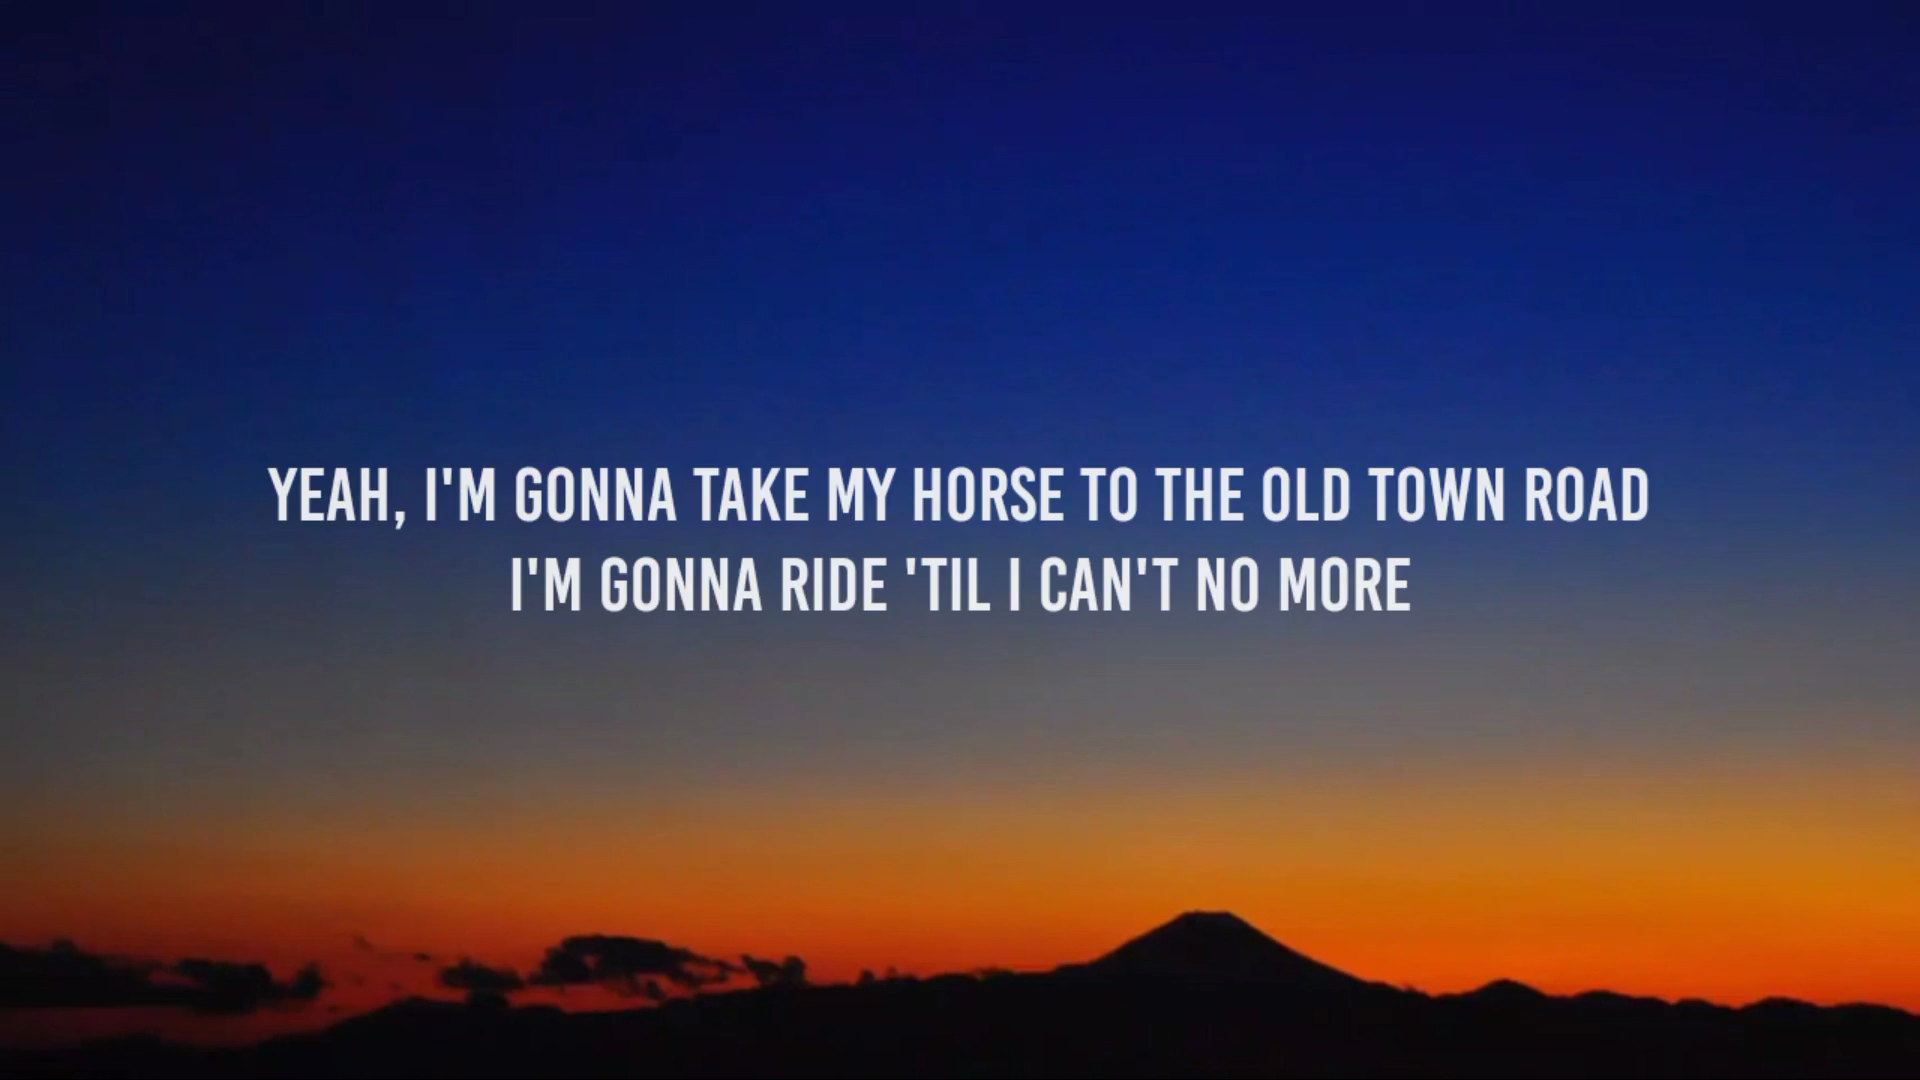 YEAH, I'M GONNA TAKE MY HORSE TO THE OLD TOWN ROAD
I'M GONNA RIDE 'TIL I CAN'T NO MORE